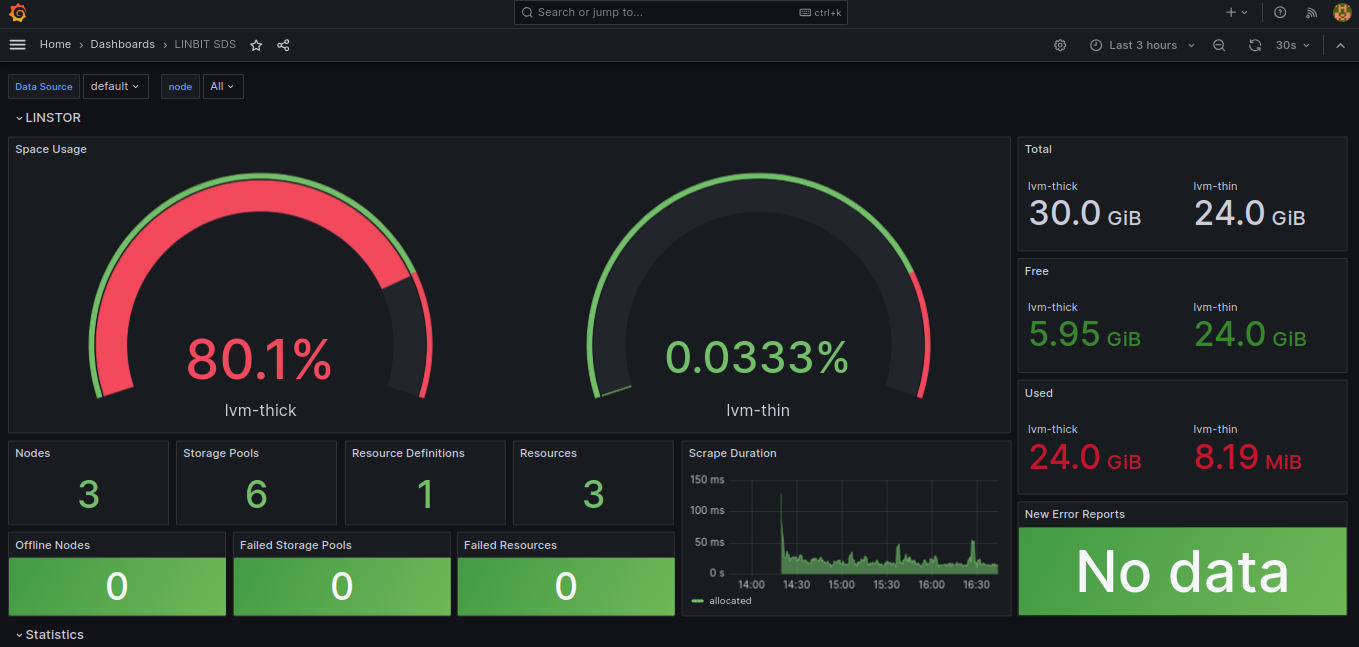 Search or jump to... ctrl+k
Home › Dashboards › LINBIT SDS
Last 3 hours 30s
Data Source default node All
LINSTOR
Space Usage
80.1%
lvm-thick
0.0333%
lvm-thin
Total
lvm-thick lvm-thin
30.0 GiB 24.0 GiB
Free
lvm-thick lvm-thin
5.95 GiB 24.0 GiB
Used
lvm-thick lvm-thin
24.0 GiB 8.19 MiB
Nodes
3
Storage Pools
6
Resource Definitions
1
Resources
3
Scrape Duration
150 ms
100 ms
50 ms
0 s
14:00 14:30 15:00 15:30 16:00 16:30
allocated
New Error Reports
No data
Offline Nodes
0
Failed Storage Pools
0
Failed Resources
0
Statistics